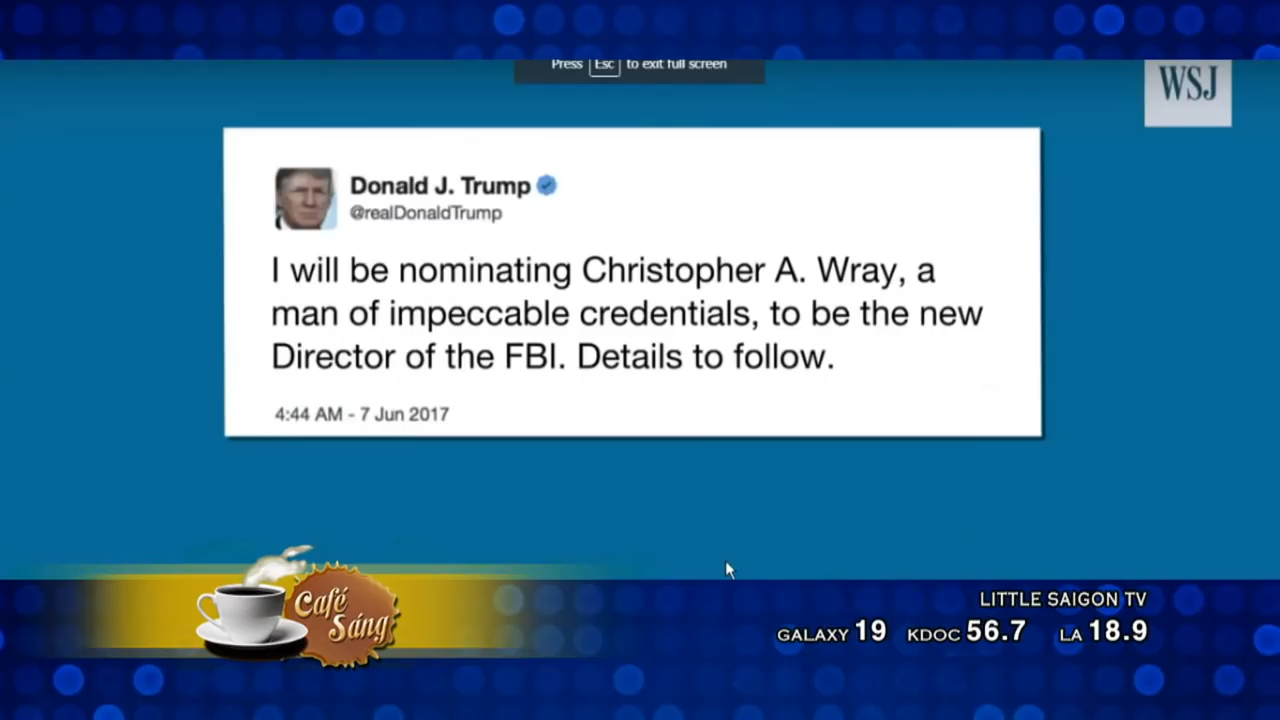 Press Esc to exit full screen
WSJ
Donald J. Trump
@realDonaldTrump
I will be nominating Christopher A. Wray, a
man of impeccable credentials, to be the new
Director of the FBI. Details to follow.
4:44 AM - 7 Jun 2017
Café
Sáng
LITTLE SAIGON TV
GALAXY 19 KDOC 56.7 LA 18.9